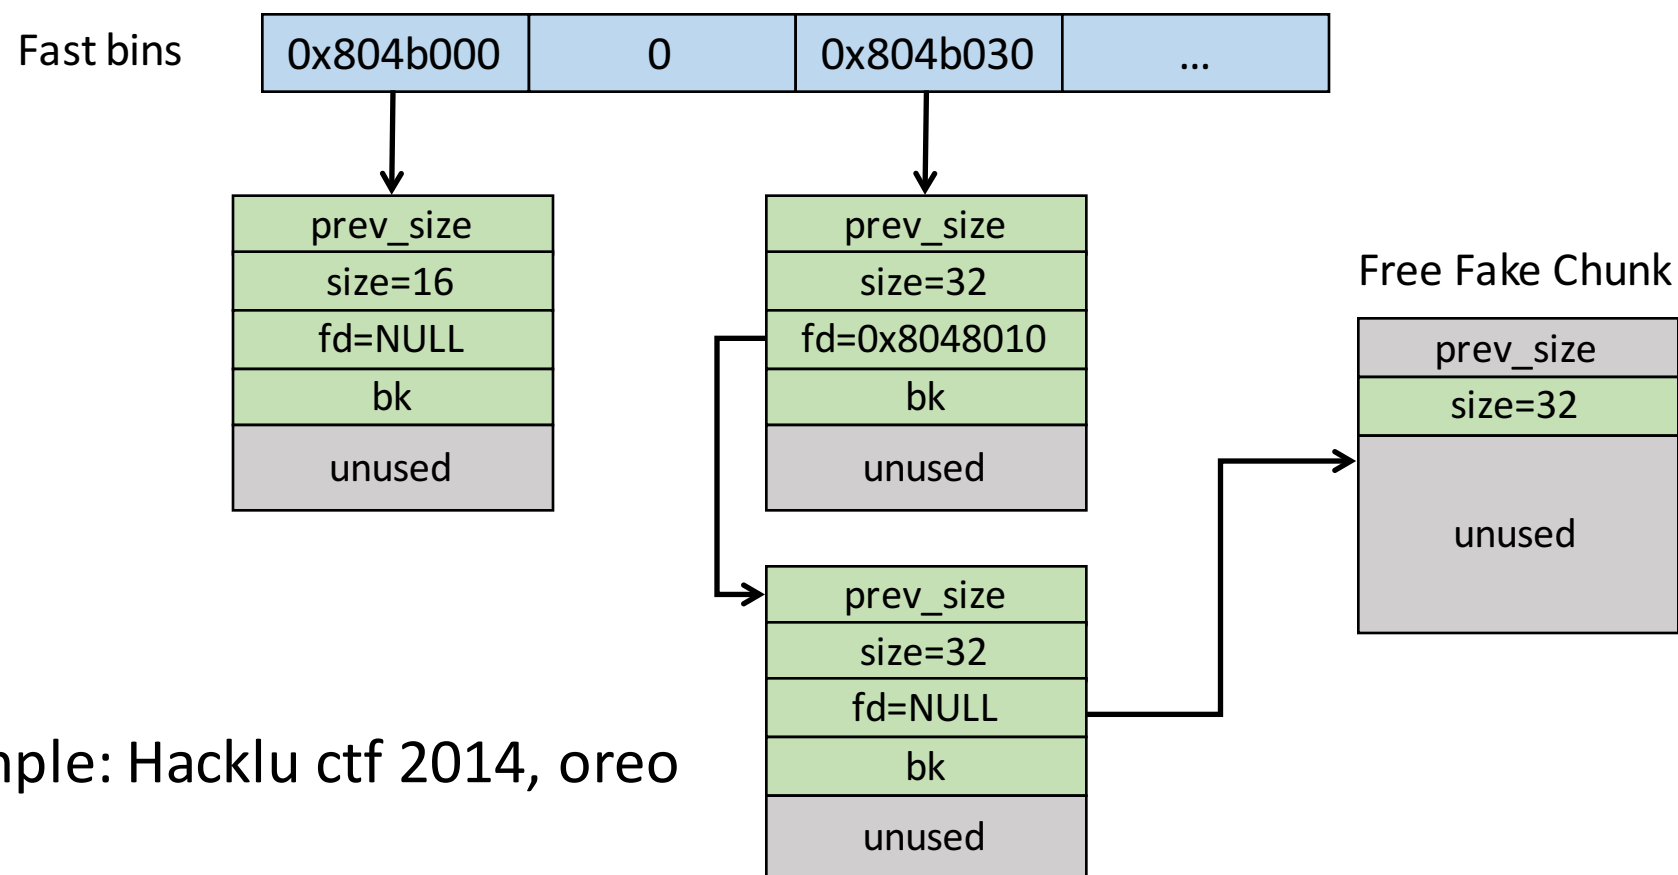 Fast bins
0x804b000
0
0x804b030
...
prev_size
size=16
fd=NULL
bk
unused
prev_size
size=32
fd=0x8048010
bk
unused
Free Fake Chunk
prev_size
size=32
unused
prev_size
size=32
fd=NULL
bk
unused
mple: Hacklu ctf 2014, oreo